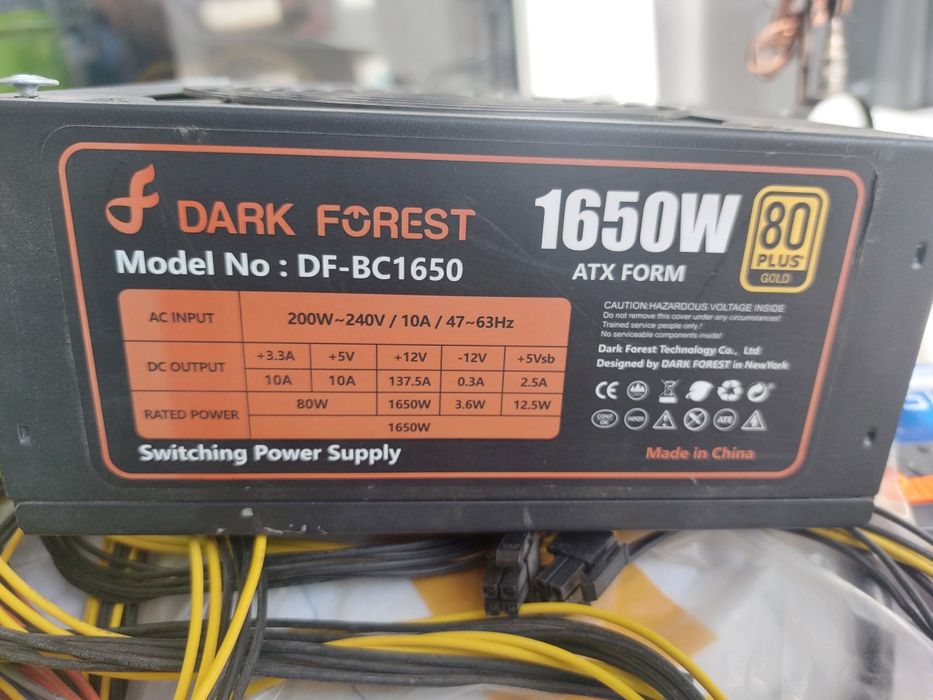 DARK FOREST
1650W
80
PLUS
GOLD
Model No : DF-BC1650
ATX FORM
AC INPUT
200W~240V / 10A / 47~63Hz
DC OUTPUT
+3.3A +5V +12V -12V +5Vsb
10A 10A 137.5A 0.3A 2.5A
RATED POWER
80W 1650W 3.6W 12.5W
1650W
CAUTION:HAZARDOUS VOLTAGE INSIDE
Do not remove this cover under any circumstances!
Trained service people only.!
No serviceable components inside!
Dark Forest Technology Co., Ltd
Designed by DARK FOREST in NewYork
CE
ATE
Switching Power Supply
Made in China